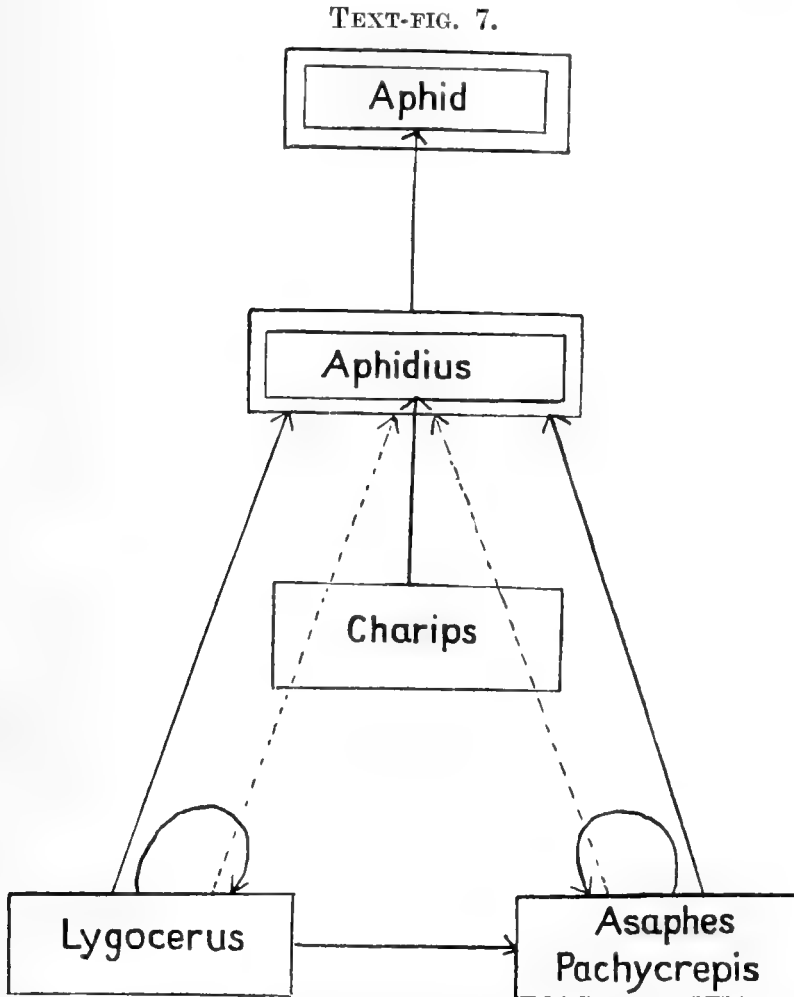 TEXT-FIG. 7.
Aphid
Aphidius
Charips
Lygocerus
Asaphes
Pachycrepis